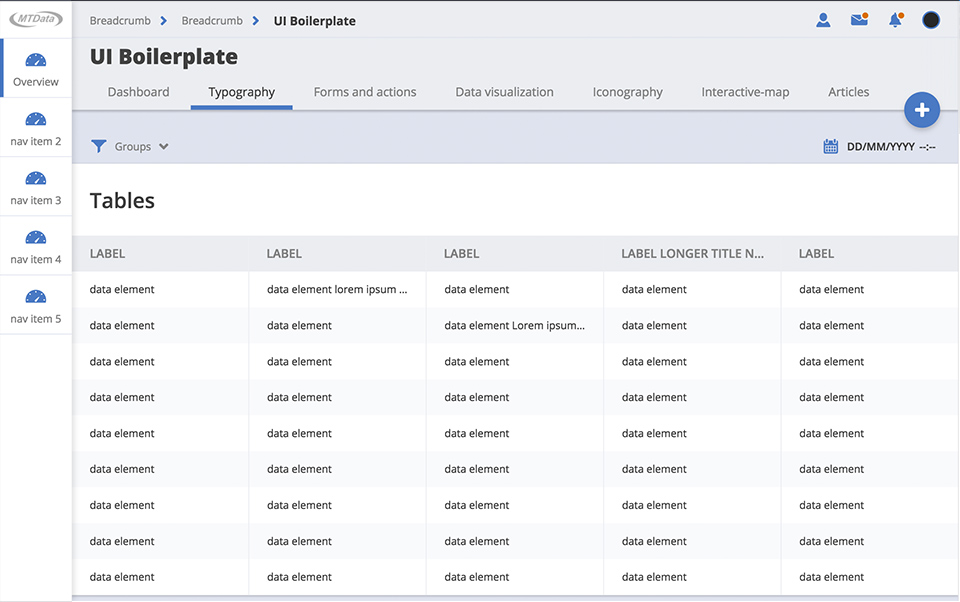 MTData
Breadcrumb Breadcrumb UI Boilerplate
UI Boilerplate
Dashboard Typography Forms and actions Data visualization Iconography Interactive-map Articles
Overview
nav item 2
nav item 3
nav item 4
nav item 5
Groups DD/MM/YYYY --:--
Tables
LABEL LABEL LABEL LABEL LONGER TITLE N... LABEL
data element data element lorem ipsum ... data element data element data element
data element data element data element Lorem ipsum... data element data element
data element data element data element data element data element
data element data element data element data element data element
data element data element data element data element data element
data element data element data element data element data element
data element data element data element data element data element
data element data element data element data element data element
data element data element data element data element data element